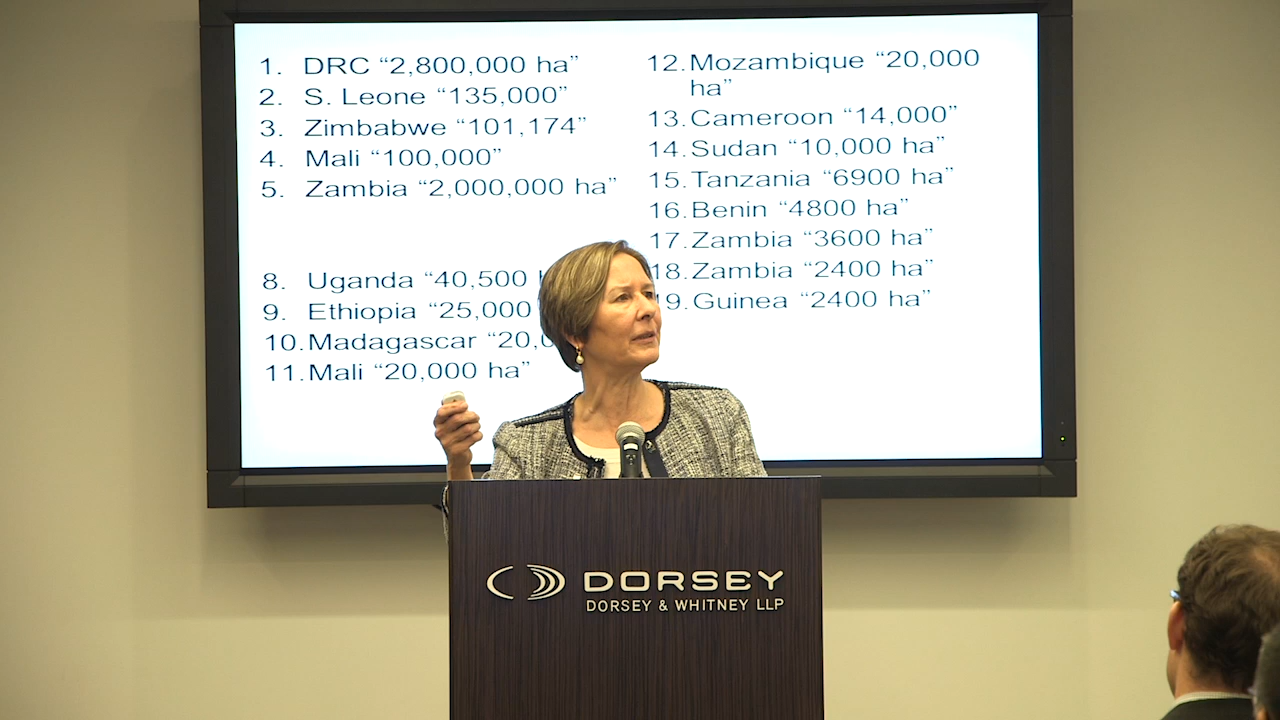 1. DRC “2,800,000 ha”
2. S. Leone “135,000”
3. Zimbabwe “101,174”
4. Mali “100,000”
5. Zambia “2,000,000 ha”
8. Uganda “40,500
9. Ethiopia “25,000
10. Madagascar “20,0
11. Mali “20,000 ha”
12. Mozambique “20,000
ha”
13. Cameroon “14,000”
14. Sudan “10,000 ha”
15. Tanzania “6900 ha”
16. Benin “4800 ha”
17. Zambia “3600 ha”
18. Zambia “2400 ha”
19. Guinea “2400 ha”
DORSEY
DORSEY & WHITNEY LLP